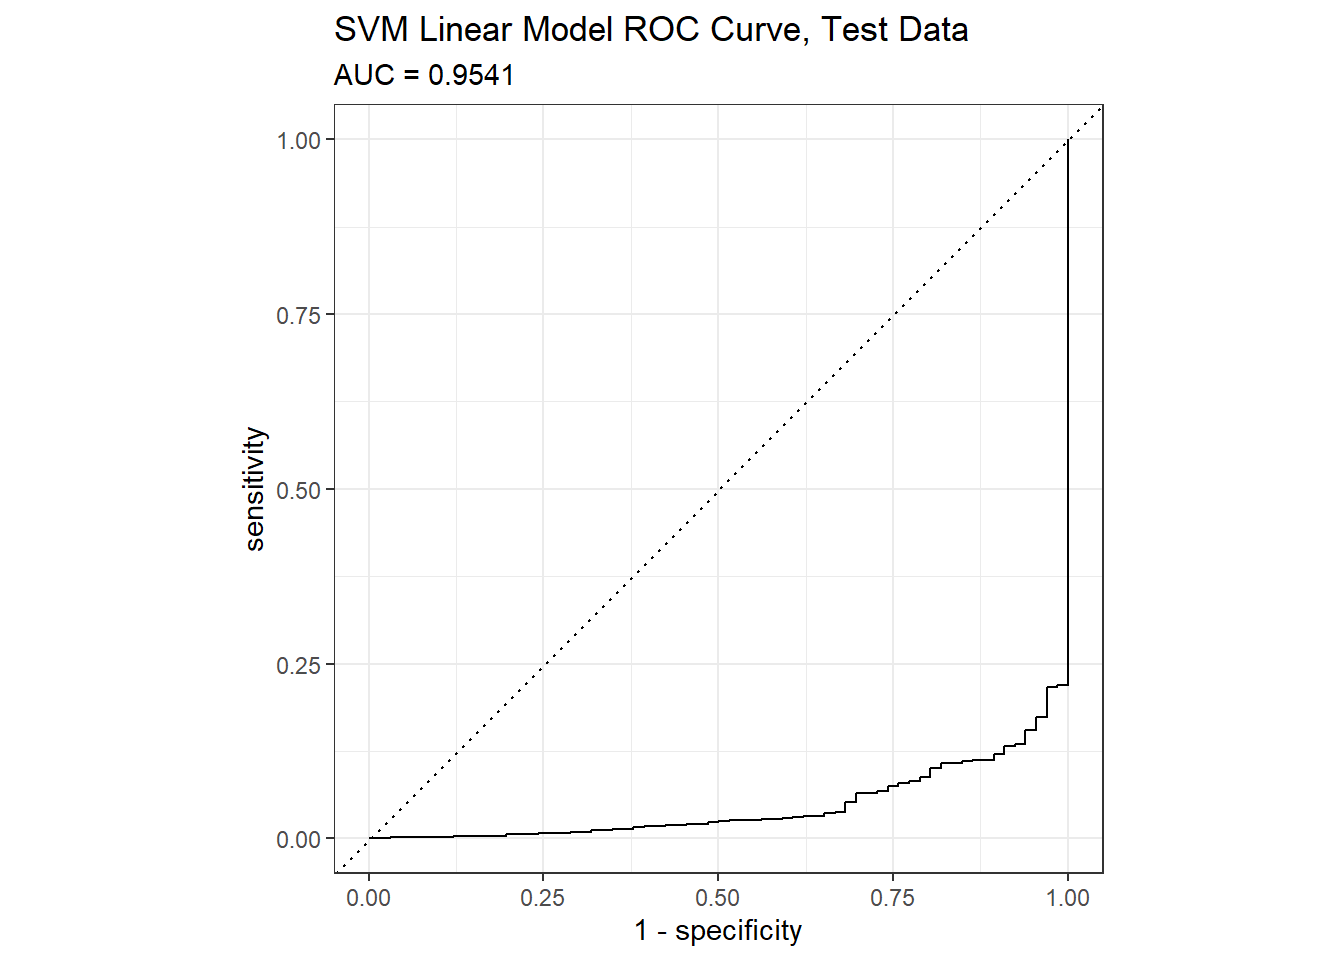 SVM Linear Model ROC Curve, Test Data
AUC = 0.9541
1.00
0.75
0.50
0.25
0.00
sensitivity
0.00 0.25 0.50 0.75 1.00
1 - specificity